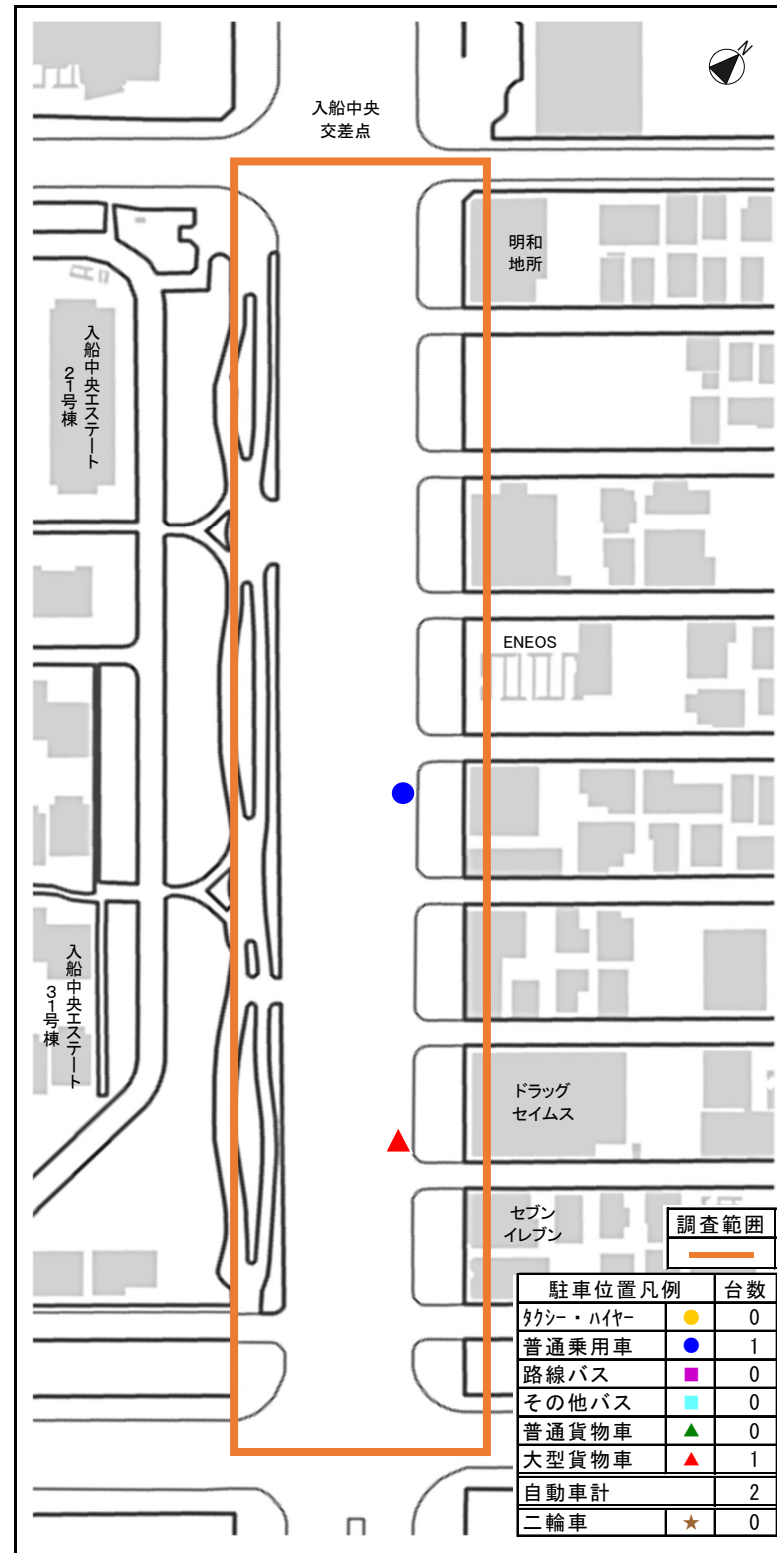 N
入船中央
交差点
明和
地所
入船中央エステート
21号棟
ENEOS
入船中央エステート
31号棟
ドラッグ
セイムス
セブン
イレブン
調査範囲
駐車位置凡例 台数
ﾀｸｼｰ・ﾊｲﾔｰ ● 0
普通乗用車 ● 1
路線バス ■ 0
その他バス ■ 0
普通貨物車 ▲ 0
大型貨物車 ▲ 1
自動車計 2
二輪車 ★ 0